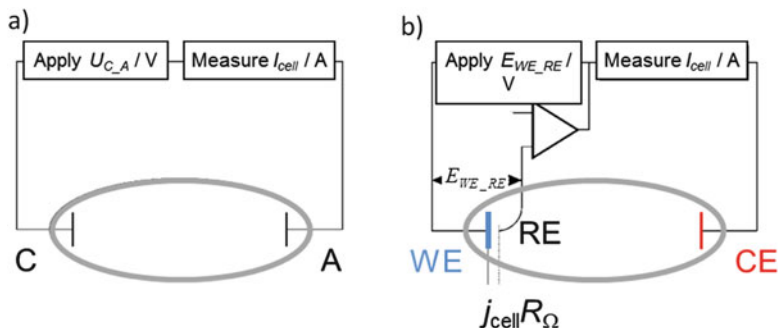 a)
Apply U_C_A / V
Measure I_cell / A
C
A
b)
Apply E_WE_RE /
V
Measure I_cell / A
E_WE_RE
WE
RE
CE
j_cell R_Ω